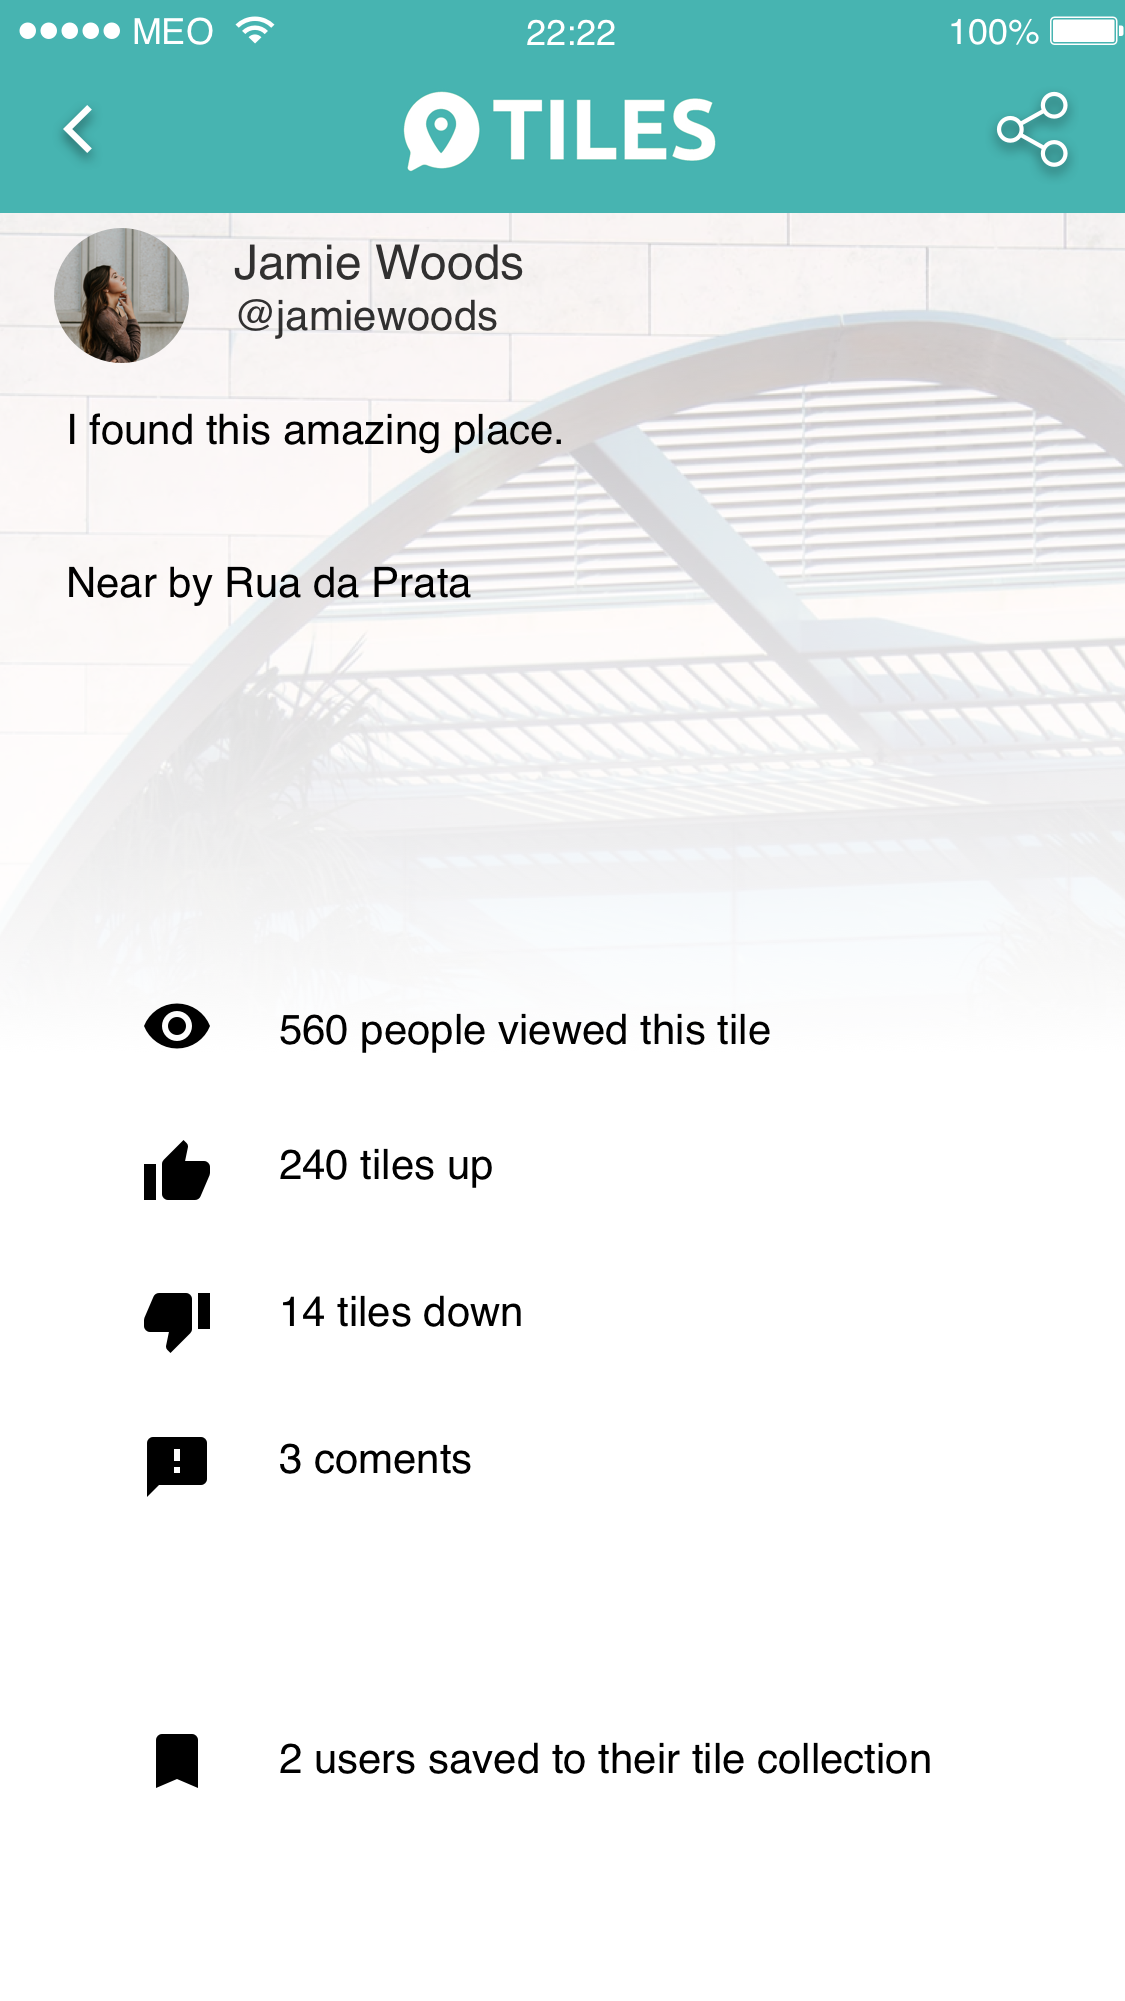 MEO 22:22 100%
TILES
Jamie Woods
@jamiewoods
I found this amazing place.
Near by Rua da Prata
560 people viewed this tile
240 tiles up
14 tiles down
3 coments
2 users saved to their tile collection